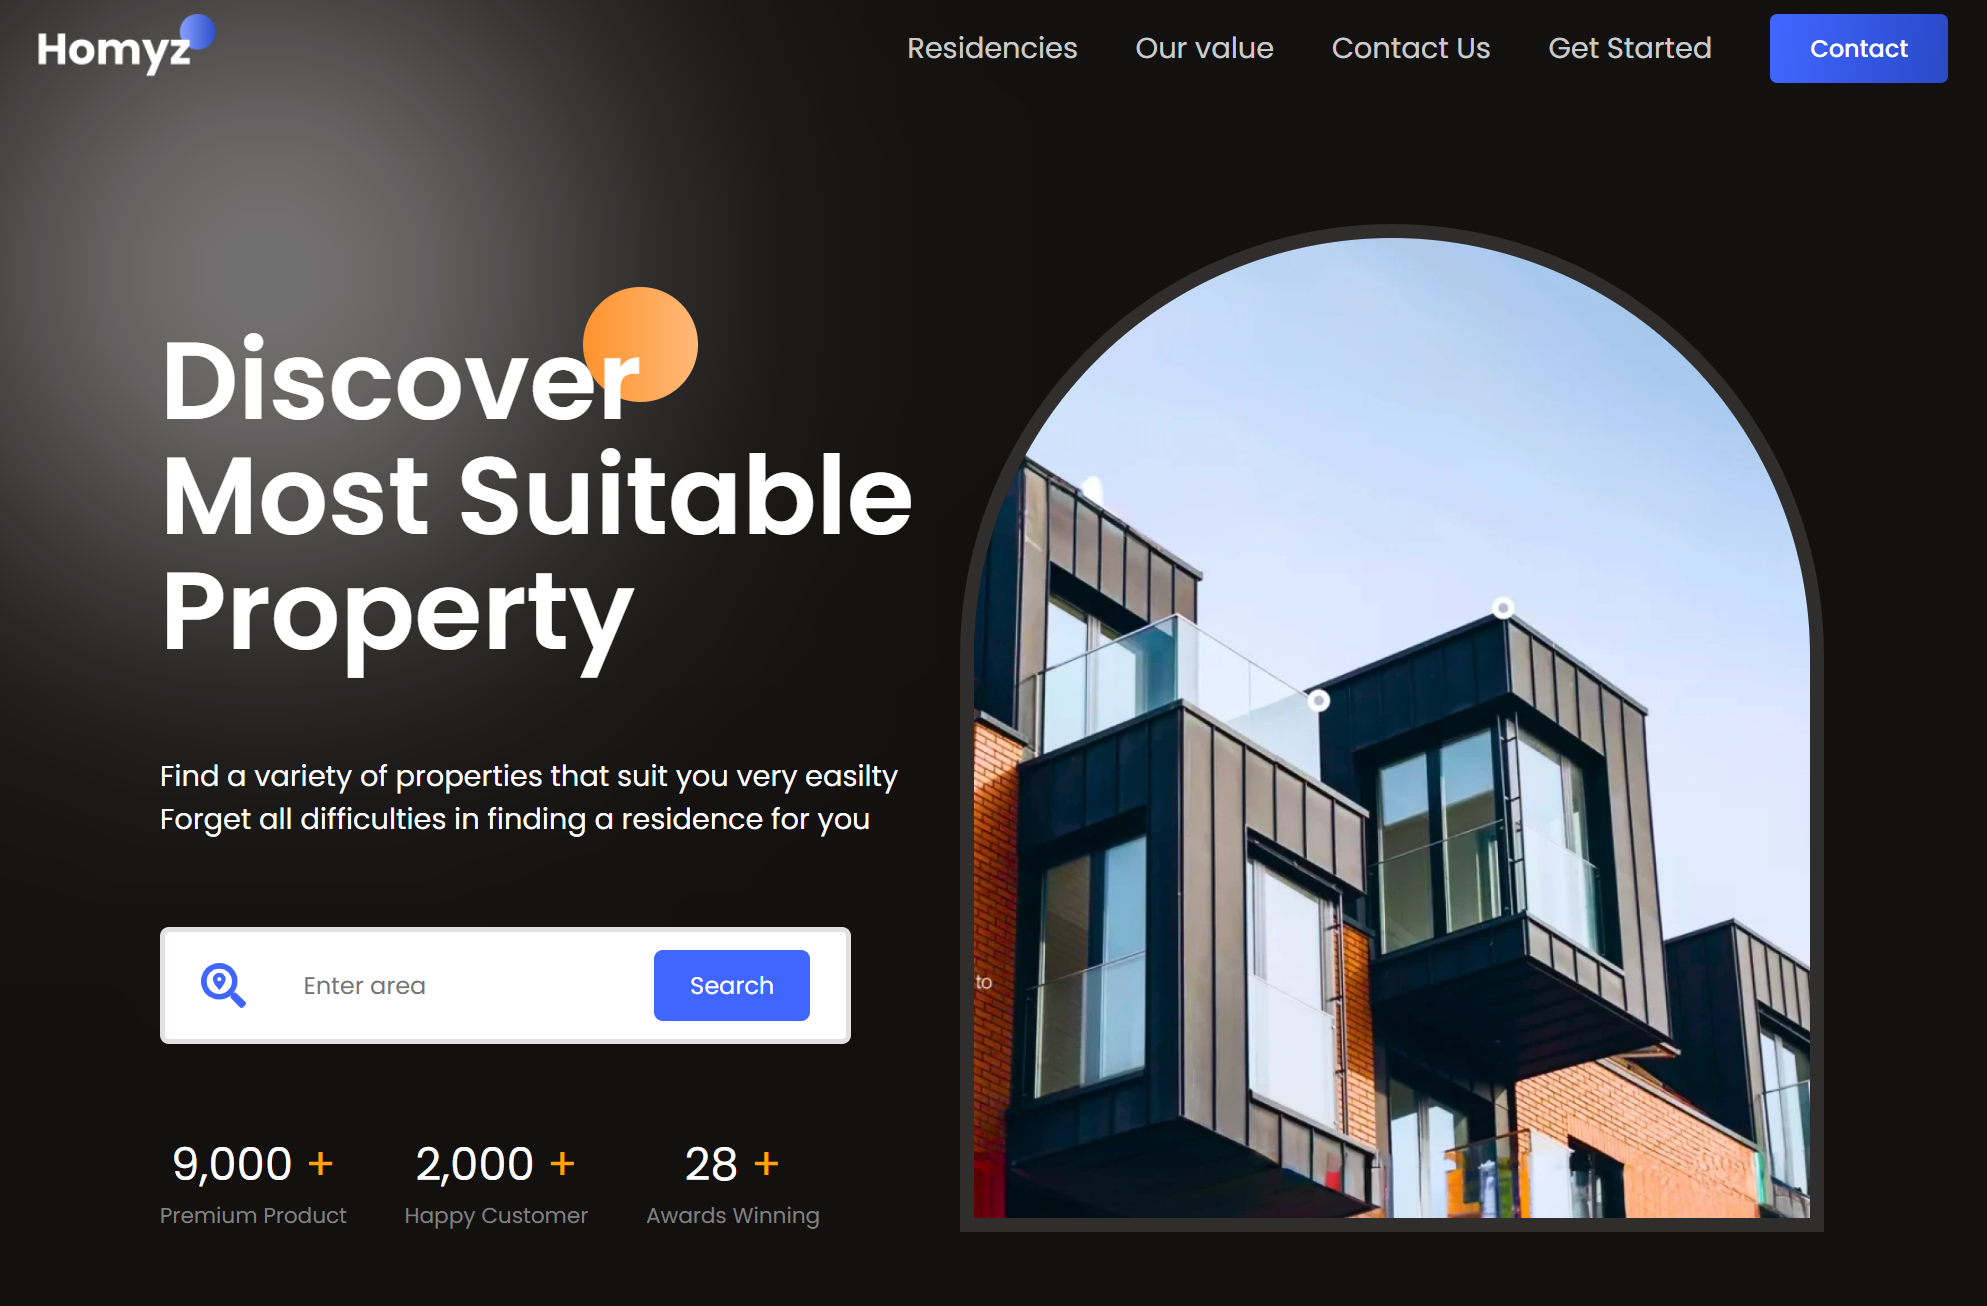 Homyz
Residencies
Our value
Contact Us
Get Started
Contact
Discover
Most Suitable
Property
Find a variety of properties that suit you very easilty
Forget all difficulties in finding a residence for you
Enter area
Search
9,000 +
Premium Product
2,000 +
Happy Customer
28 +
Awards Winning
to